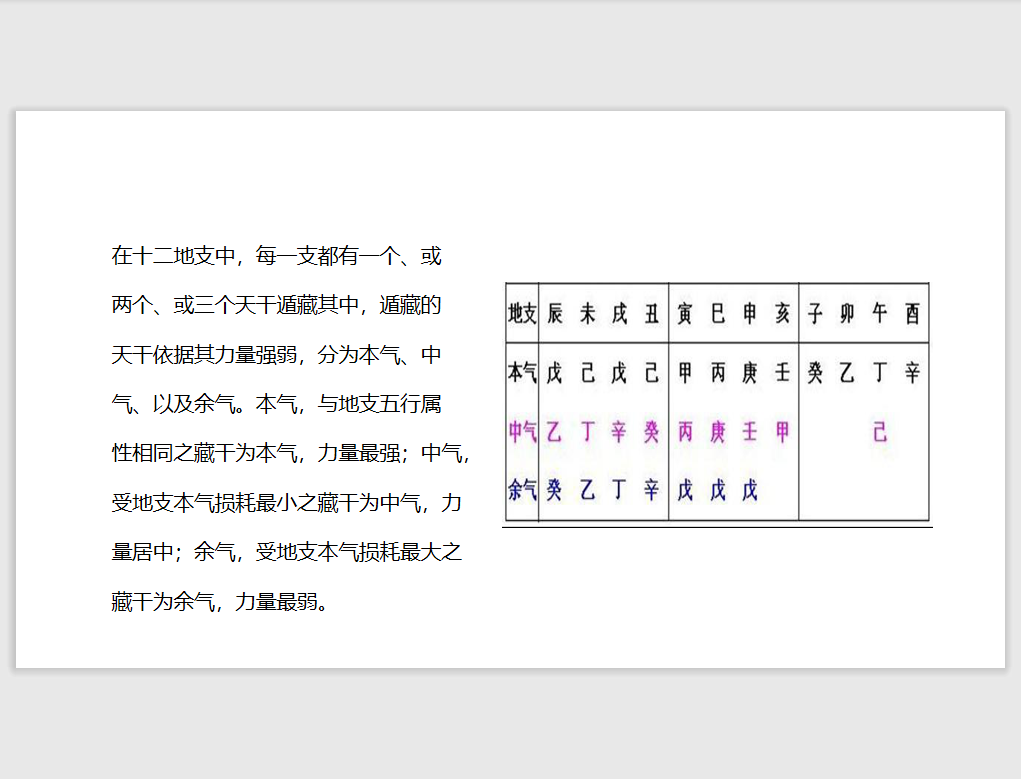 在十二地支中，每一支都有一个、或
两个、或三个天干遁藏其中，遁藏的
天干依据其力量强弱，分为本气、中
气、以及余气。本气，与地支五行属
性相同之藏干为本气，力量最强；中气，
受地支本气损耗最小之藏干为中气，力
量居中；余气，受地支本气损耗最大之
藏干为余气，力量最弱。
地支 辰 未 戌 丑 寅 巳 申 亥 子 卯 午 酉
本气 戊 己 戊 己 甲 丙 庚 壬 癸 乙 丁 辛
中气 乙 丁 辛 癸 丙 庚 壬 甲 己
余气 癸 乙 丁 辛 戊 戊 戊